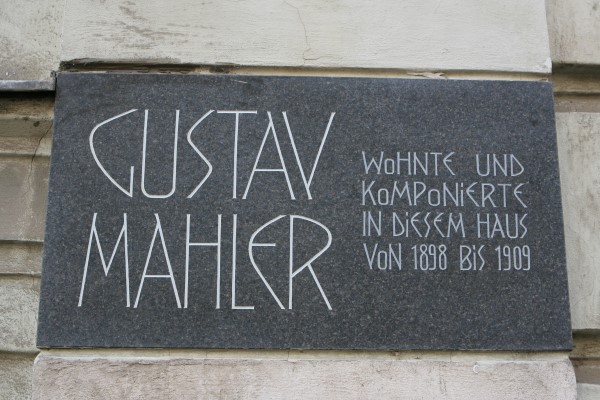 GUSTAV
MAHLER
WOHNTE UND
KOMPONIERTE
IN DIESEM HAUS
VON 1898 BIS 1909